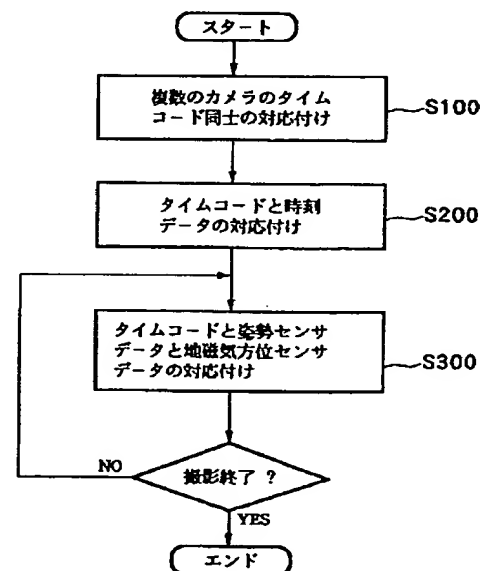 スタート
複数のカメラのタイム
コード同士の対応付け
S100
タイムコードと時刻
データの対応付け
S200
タイムコードと姿勢センサ
データと地磁気方位センサ
データの対応付け
S300
NO
撮影終了 ?
YES
エンド